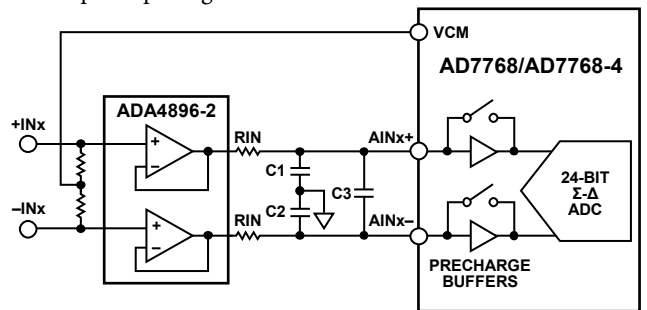 VCM
AD7768/AD7768-4
ADA4896-2
+INx
RIN
AINx+
C1
C3
24-BIT
Σ-Δ
ADC
C2
–INx
RIN
AINx–
PRECHARGE
BUFFERS
+
–
+
–